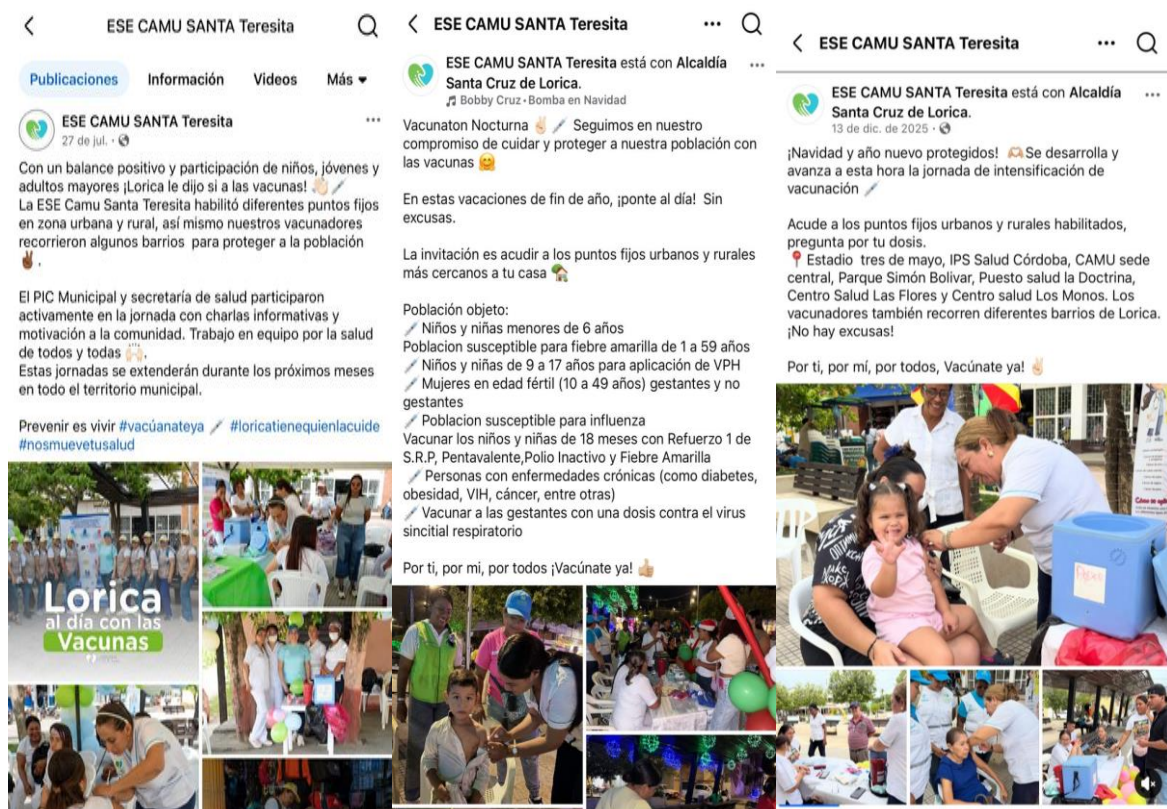 ESE CAMU SANTA Teresita
Publicaciones Información Videos Más
ESE CAMU SANTA Teresita
27 de jul.
Con un balance positivo y participación de niños, jóvenes y
adultos mayores ¡Lorica le dijo si a las vacunas! 👏🏻💉
La ESE Camu Santa Teresita habilitó diferentes puntos fijos
en zona urbana y rural, así mismo nuestros vacunadores
recorrieron algunos barrios para proteger a la población
✌🏾.
El PIC Municipal y secretaría de salud participaron
activamente en la jornada con charlas informativas y
motivación a la comunidad. Trabajo en equipo por la salud
de todos y todas 🙌🏻.
Estas jornadas se extenderán durante los próximos meses
en todo el territorio municipal.
Prevenir es vivir #vacúanateya 💉 #loricatienequienlacuide
#nosmuevetusalud
Lorica
al día con las
Vacunas
ESE CAMU SANTA Teresita
ESE CAMU SANTA Teresita está con Alcaldía
Santa Cruz de Lorica.
Bobby Cruz · Bomba en Navidad
Vacunaton Nocturna ✌🏻 💉 Seguimos en nuestro
compromiso de cuidar y proteger a nuestra población con
las vacunas 🤗
En estas vacaciones de fin de año, ¡ponte al día! Sin
excusas.
La invitación es acudir a los puntos fijos urbanos y rurales
más cercanos a tu casa 🏡
Población objeto:
💉 Niños y niñas menores de 6 años
Poblacion susceptible para fiebre amarilla de 1 a 59 años
💉 Niños y niñas de 9 a 17 años para aplicación de VPH
💉 Mujeres en edad fértil (10 a 49 años) gestantes y no
gestantes
💉 Poblacion susceptible para influenza
Vacunar los niños y niñas de 18 meses con Refuerzo 1 de
S.R.P, Pentavalente,Polio Inactivo y Fiebre Amarilla
💉 Personas con enfermedades crónicas (como diabetes,
obesidad, VIH, cáncer, entre otras)
💉 Vacunar a las gestantes con una dosis contra el virus
sincitial respiratorio
Por ti, por mi, por todos ¡Vacúnate ya! 👍🏻
ESE CAMU SANTA Teresita
ESE CAMU SANTA Teresita está con Alcaldía
Santa Cruz de Lorica.
13 de dic. de 2025
¡Navidad y año nuevo protegidos! 🫶🏻Se desarrolla y
avanza a esta hora la jornada de intensificación de
vacunación 💉
Acude a los puntos fijos urbanos y rurales habilitados,
pregunta por tu dosis.
📍 Estadio tres de mayo, IPS Salud Córdoba, CAMU sede
central, Parque Simón Bolivar, Puesto salud la Doctrina,
Centro Salud Las Flores y Centro salud Los Monos. Los
vacunadores también recorren diferentes barrios de Lorica.
¡No hay excusas!
Por ti, por mí, por todos, Vacúnate ya! ✌🏻